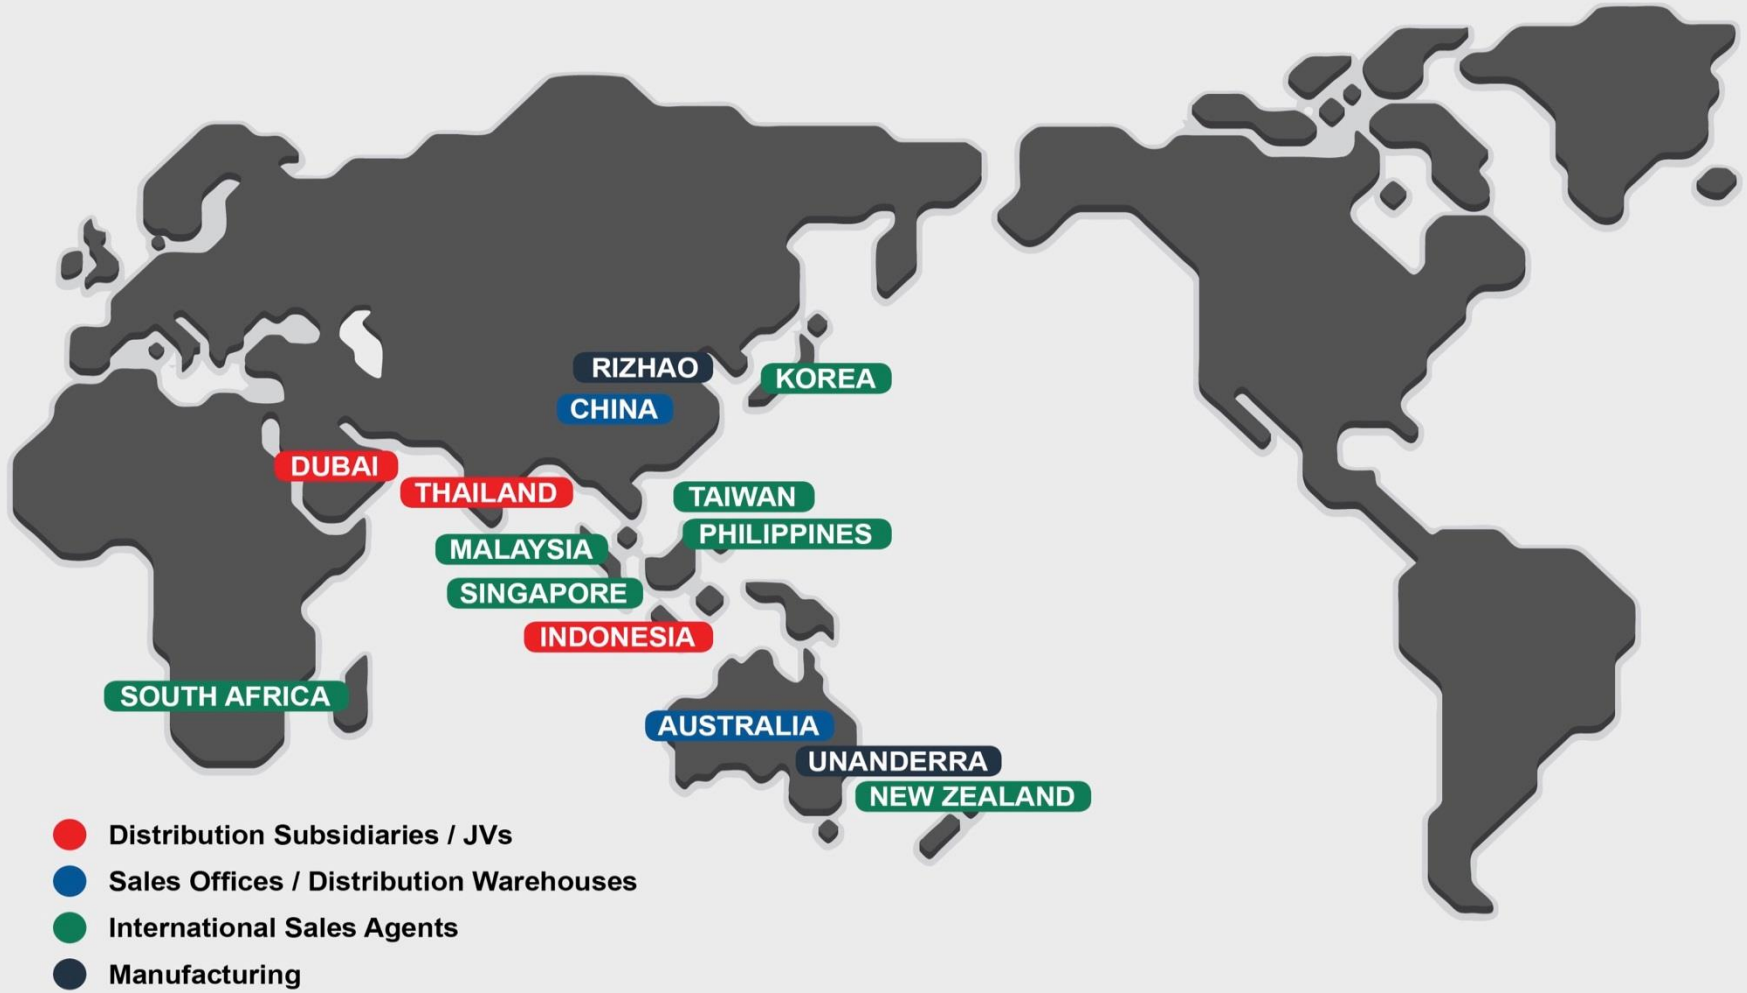 RIZHAO
KOREA
CHINA
DUBAI
THAILAND
TAIWAN
PHILIPPINES
MALAYSIA
SINGAPORE
INDONESIA
SOUTH AFRICA
AUSTRALIA
UNANDERRA
NEW ZEALAND
Distribution Subsidiaries / JVs
Sales Offices / Distribution Warehouses
International Sales Agents
Manufacturing